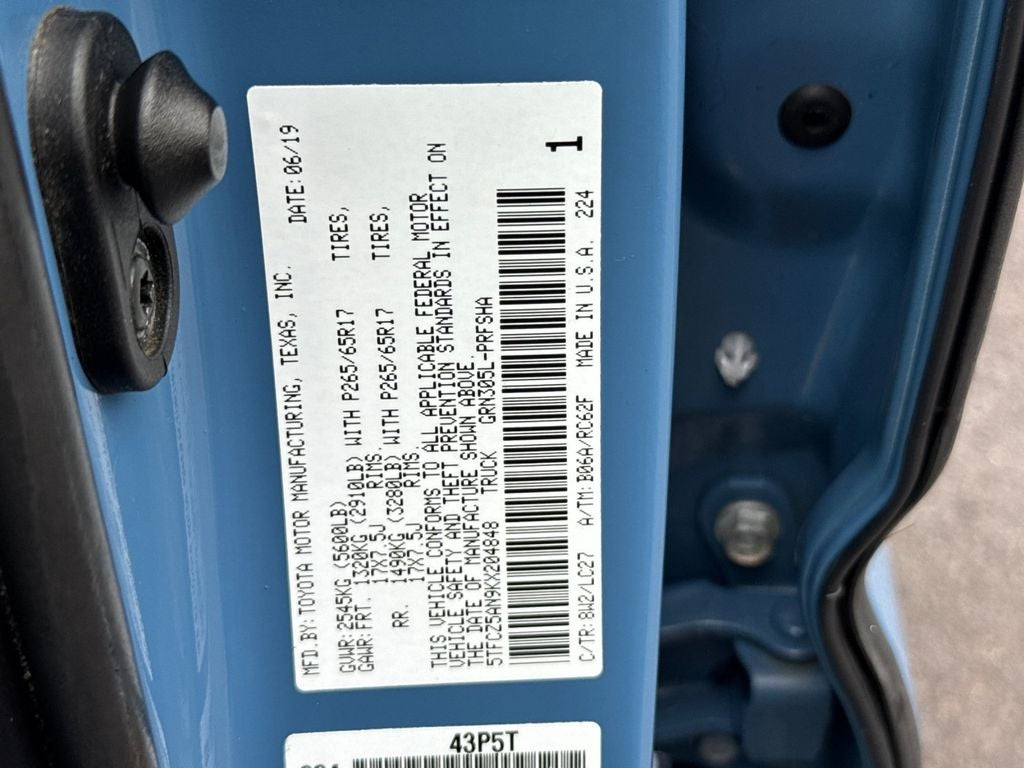 MFD.BY:TOYOTA MOTOR MANUFACTURING, TEXAS, INC. DATE:06/19
GVWR:2545KG (5600LB)
GAWR:FRT. 1320KG (2910LB) WITH P265/65R17 TIRES,
17X7.5J RIMS.
RR. 1490KG (3280LB) WITH P265/65R17 TIRES,
17X7.5J RIMS.
THIS VEHICLE CONFORMS TO ALL APPLICABLE FEDERAL MOTOR
VEHICLE SAFETY AND THEFT PREVENTION STANDARDS IN EFFECT ON
THE DATE OF MANUFACTURE SHOWN ABOVE.
5TFCZ5AN9KX204848 TRUCK GRN305L-PRFSHA
1
C/TR:8W2/LC27 A/TM:B06A/RC62F MADE IN U.S.A. 224
43P5T